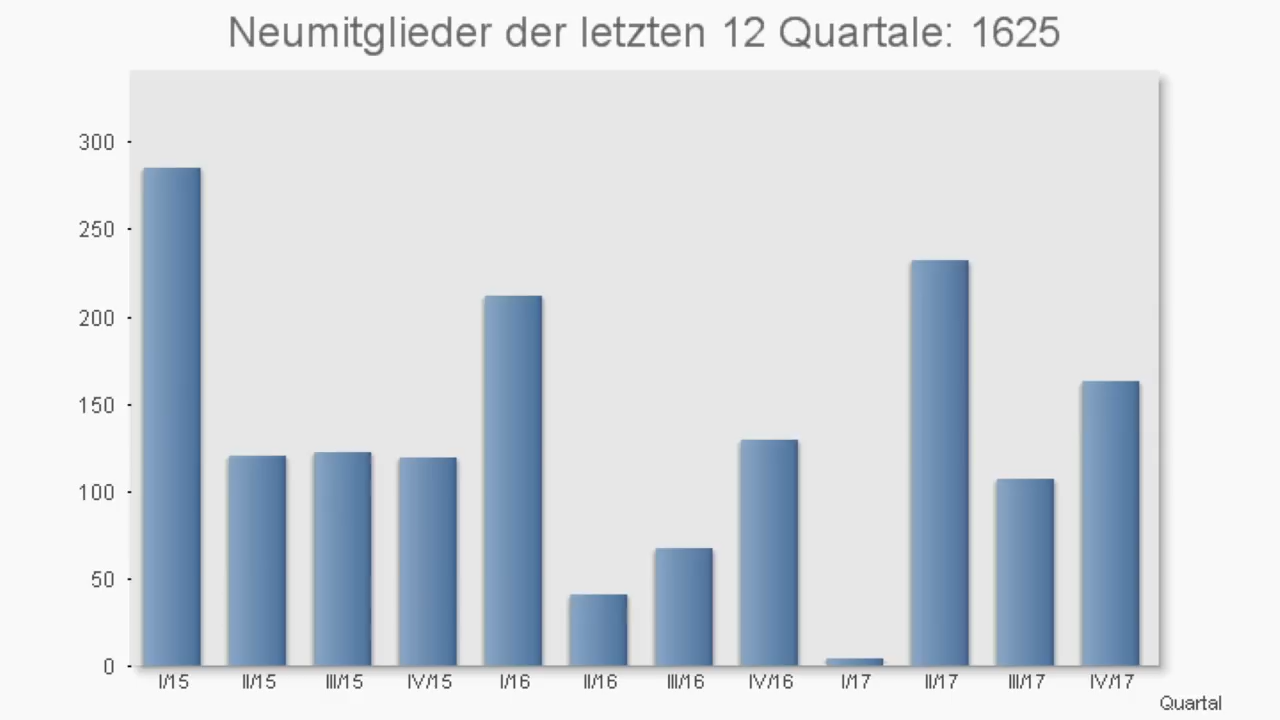 Neumitglieder der letzten 12 Quartale: 1625
300
250
200
150
100
50
0
I/15 II/15 III/15 IV/15 I/16 II/16 III/16 IV/16 I/17 II/17 III/17 IV/17
Quartal